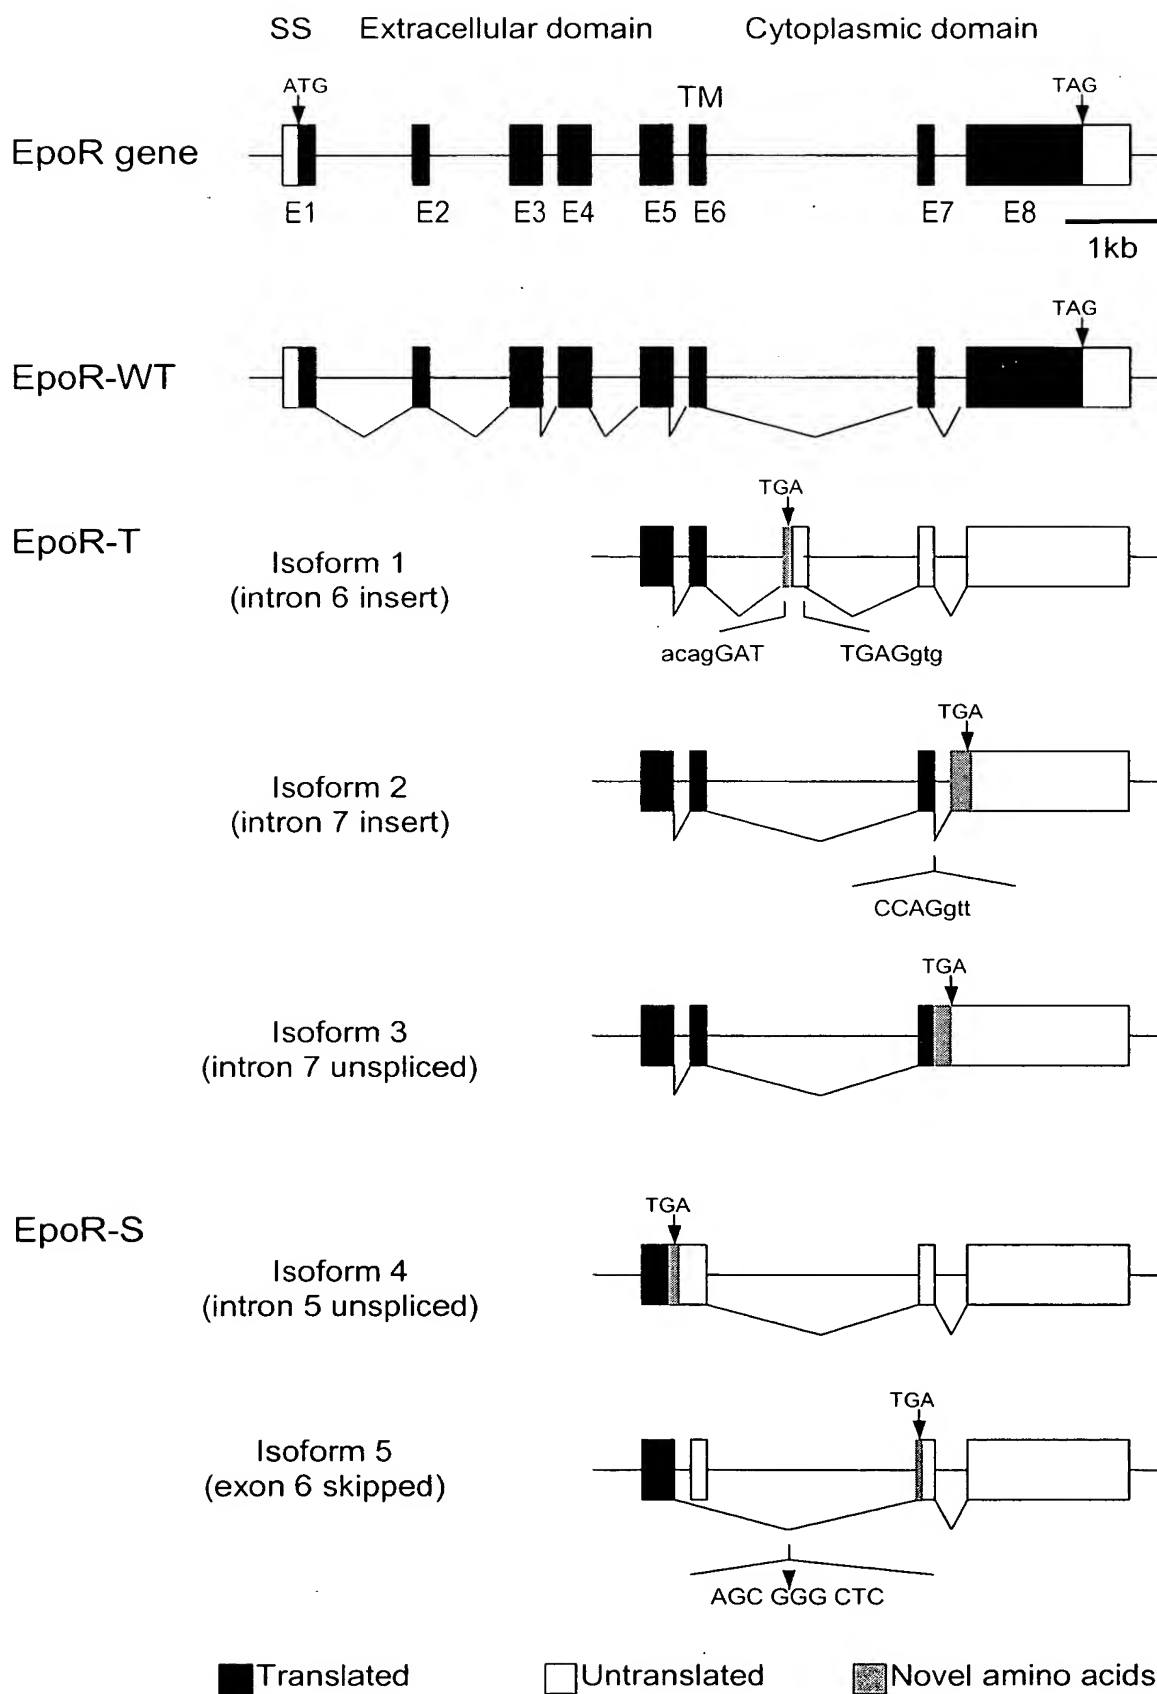 SS Extracellular domain Cytoplasmic domain
ATG TM TAG
EpoR gene
E1 E2 E3 E4 E5 E6 E7 E8
1kb
TAG
EpoR-WT
TGA
EpoR-T
Isoform 1
(intron 6 insert)
acagGAT TGAGgtg
TGA
Isoform 2
(intron 7 insert)
CCAGgtt
TGA
Isoform 3
(intron 7 unspliced)
TGA
EpoR-S
Isoform 4
(intron 5 unspliced)
TGA
Isoform 5
(exon 6 skipped)
AGC GGG CTC
Translated Untranslated Novel amino acids